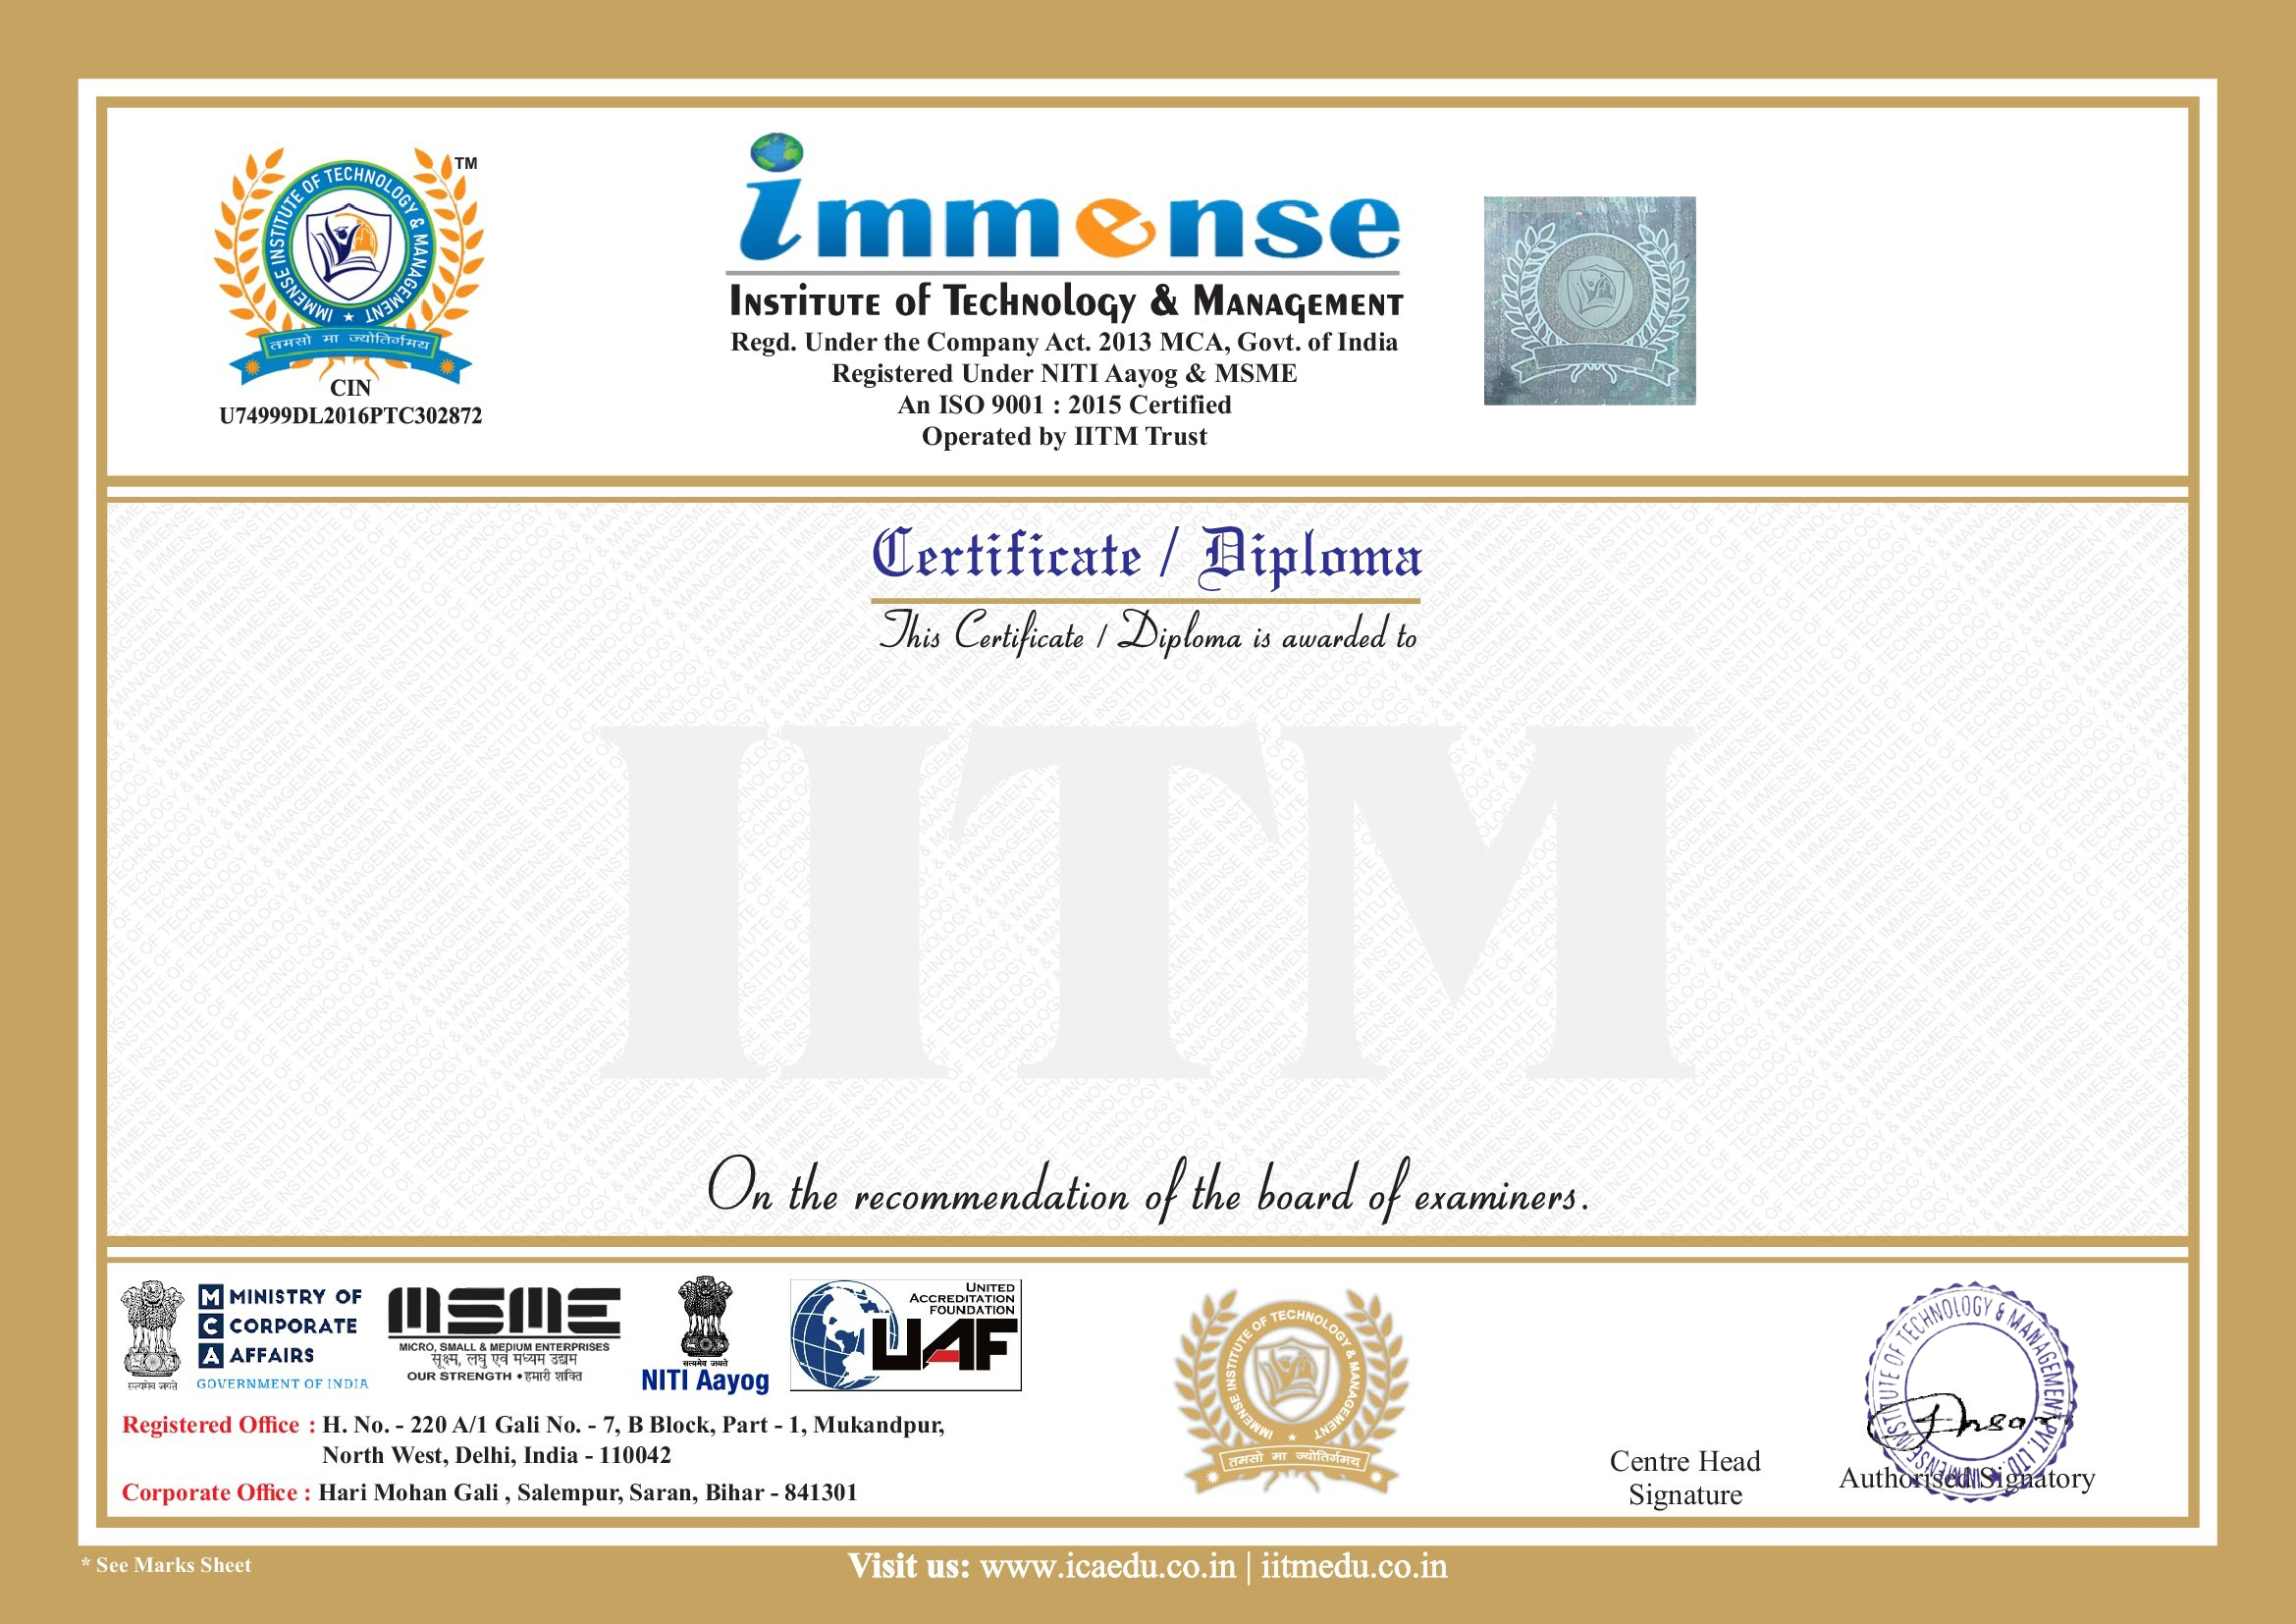 TM
IMMENSE INSTITUTE OF TECHNOLOGY & MANAGEMENT
तमसो मा ज्योतिर्गमय
CIN
U74999DL2016PTC302872
immense
INSTITUTE of TECHNOLOGY & MANAGEMENT
Regd. Under the Company Act. 2013 MCA, Govt. of India
Registered Under NITI Aayog & MSME
An ISO 9001 : 2015 Certified
Operated by IITM Trust
Certificate / Diploma
This Certificate / Diploma is awarded to
IITM
On the recommendation of the board of examiners.
सत्यमेव जयते
MCA
MINISTRY OF
CORPORATE
AFFAIRS
GOVERNMENT OF INDIA
MSME
MICRO, SMALL & MEDIUM ENTERPRISES
सूक्ष्म, लघु एवं मध्यम उद्यम
OUR STRENGTH • हमारी शक्ति
सत्यमेव जयते
NITI Aayog
UNITED
ACCREDITATION
FOUNDATION
UAF
Registered Office : H. No. - 220 A/1 Gali No. - 7, B Block, Part - 1, Mukandpur,
North West, Delhi, India - 110042
Corporate Office : Hari Mohan Gali , Salempur, Saran, Bihar - 841301
IMMENSE INSTITUTE OF TECHNOLOGY & MANAGEMENT
तमसो मा ज्योतिर्गमय
Centre Head
Signature
IMMENSE INSTITUTE OF TECHNOLOGY & MANAGEMENT PVT. LTD.
Authorised Signatory
* See Marks Sheet
Visit us: www.icaedu.co.in | iitmedu.co.in